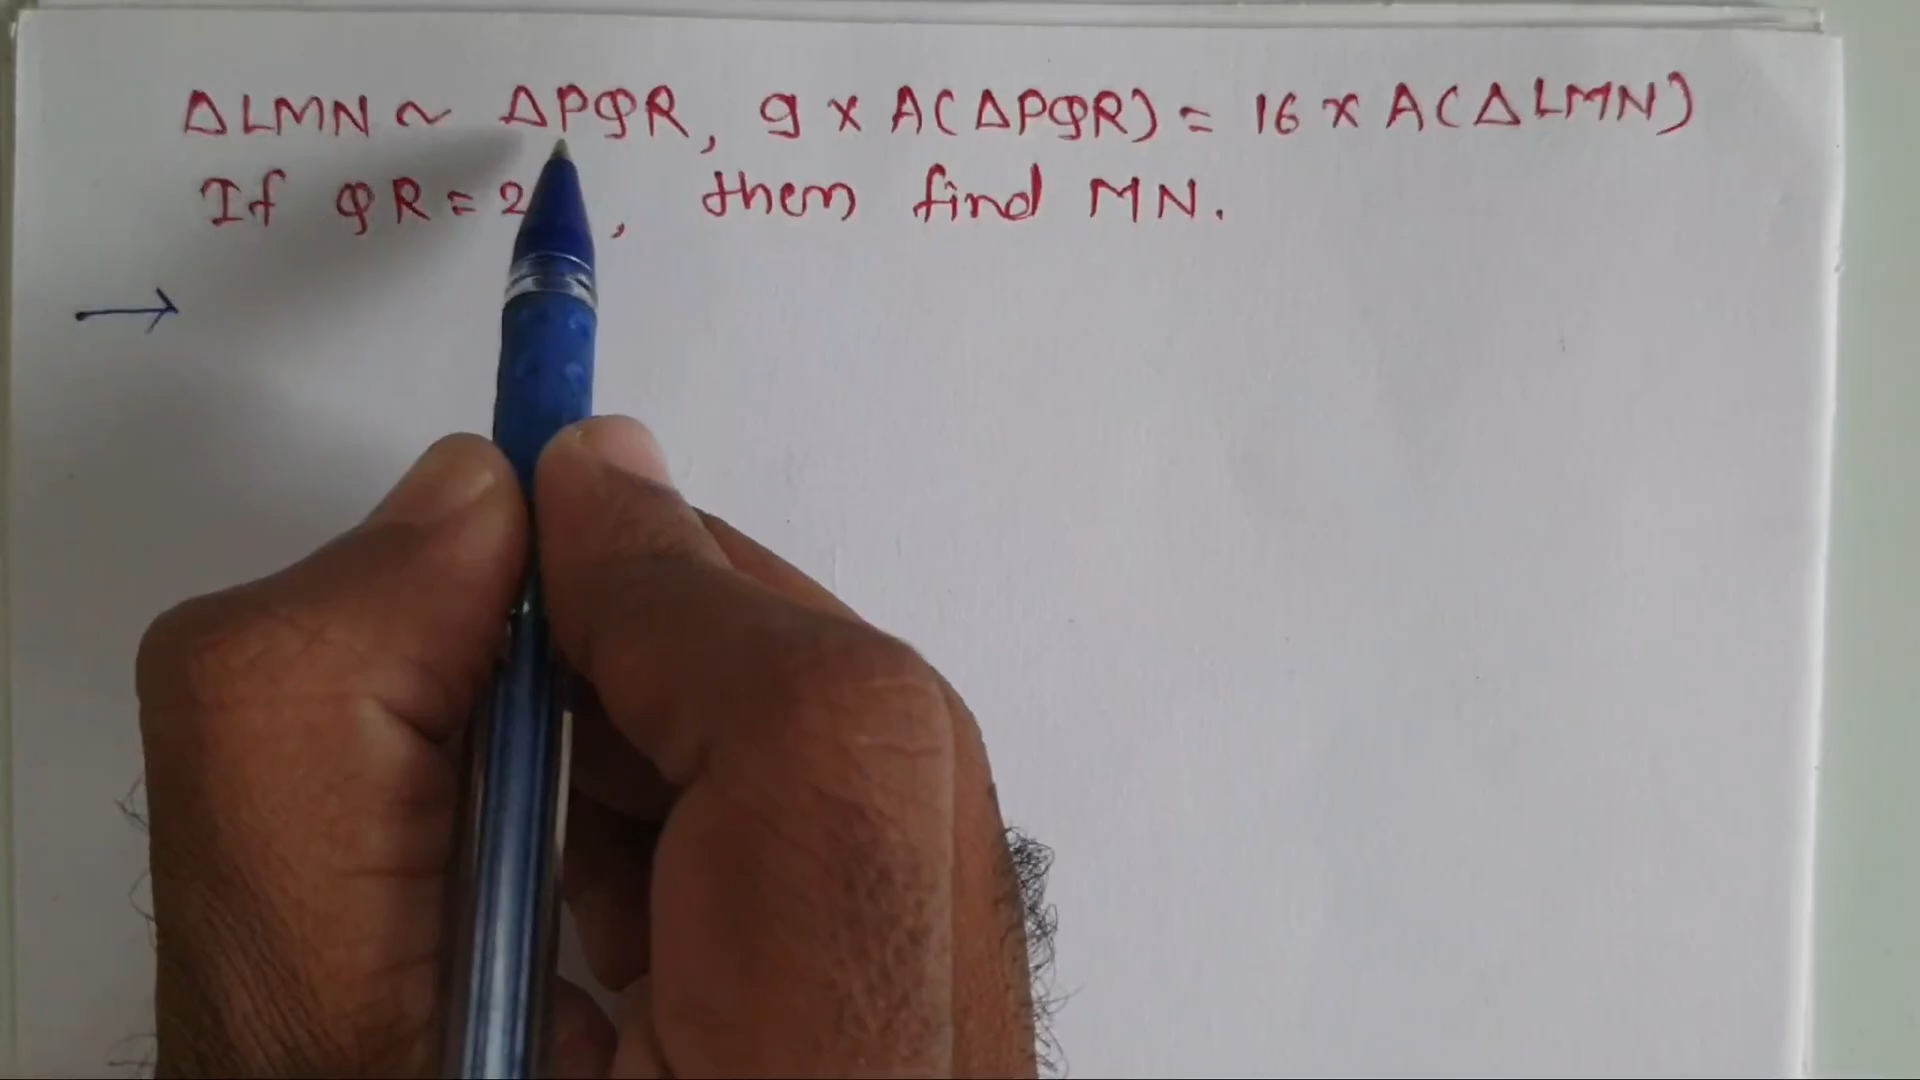 ΔLMN ~ ΔPQR, 9 x A(ΔPQR) = 16 x A(ΔLMN)
If QR = 2 , then find MN.
→